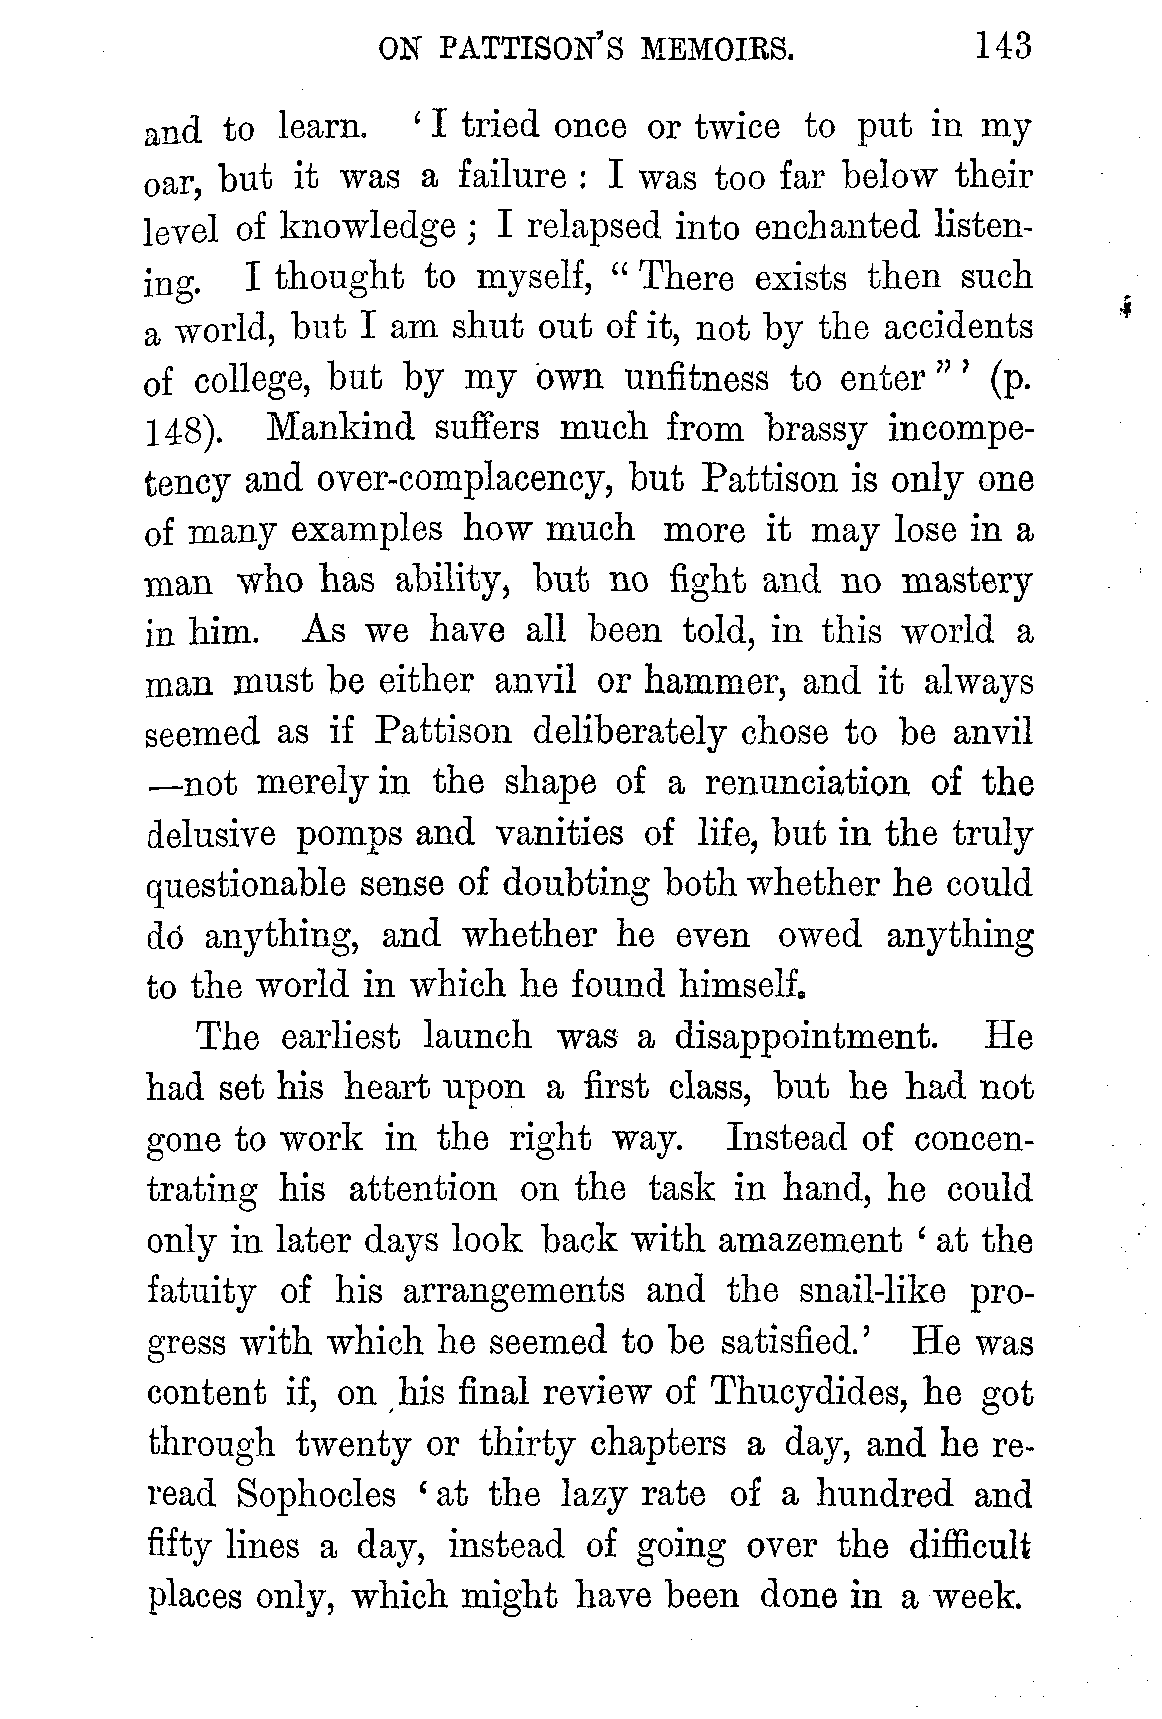 ON PATTISON'S MEMOIRS. 143
and to learn. ‘I tried once or twice to put in my
oar, but it was a failure : I was too far below their
level of knowledge ; I relapsed into enchanted listen-
ing. I thought to myself, “ There exists then such
a world, but I am shut out of it, not by the accidents
of college, but by my own unfitness to enter ” ’ (p.
148). Mankind suffers much from brassy incompe-
tency and over-complacency, but Pattison is only one
of many examples how much more it may lose in a
man who has ability, but no fight and no mastery
in him. As we have all been told, in this world a
man must be either anvil or hammer, and it always
seemed as if Pattison deliberately chose to be anvil
—not merely in the shape of a renunciation of the
delusive pomps and vanities of life, but in the truly
questionable sense of doubting both whether he could
do anything, and whether he even owed anything
to the world in which he found himself.
The earliest launch was a disappointment. He
had set his heart upon a first class, but he had not
gone to work in the right way. Instead of concen-
trating his attention on the task in hand, he could
only in later days look back with amazement ‘ at the
fatuity of his arrangements and the snail-like pro-
gress with which he seemed to be satisfied.’ He was
content if, on his final review of Thucydides, he got
through twenty or thirty chapters a day, and he re-
read Sophocles ‘ at the lazy rate of a hundred and
fifty lines a day, instead of going over the difficult
places only, which might have been done in a week.